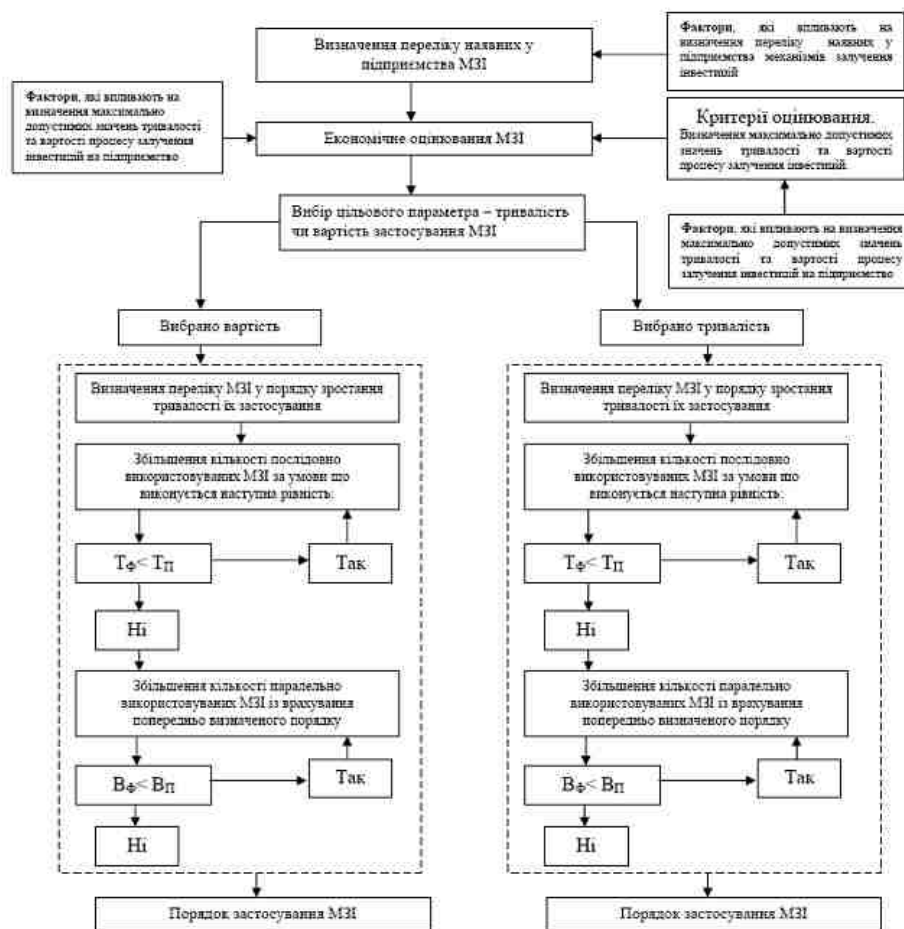 Визначення переліку наявних у
підприємства МЗІ
Фактори, які впливають на
визначення переліку наявних у
підприємства механізмів залучення
інвестицій
Фактори, які впливають на
визначення максимально
допустимих значень тривалості
та вартості процесу залучення
інвестицій на підприємство
Економічне оцінювання МЗІ
Критерії оцінювання.
Визначення максимально допустимих
значень тривалості та вартості
процесу залучення інвестицій.
Вибір цільового параметра – тривалість
чи вартість застосування МЗІ
Фактори, які впливають на визначення
максимально допустимих значень
тривалості та вартості процесу
залучення інвестицій на підприємство
Вибрано вартість
Визначення переліку МЗІ у порядку зростання
тривалості їх застосування
Збільшення кількості послідовно
використовуваних МЗІ за умови що
виконується наступна рівність:
Tф< TП
Так
Ні
Збільшення кількості паралельно
використовуваних МЗІ із врахування
попередньо визначеного порядку
Вф< ВП
Так
Ні
Порядок застосування МЗІ
Вибрано тривалість
Визначення переліку МЗІ у порядку зростання
тривалості їх застосування
Збільшення кількості послідовно
використовуваних МЗІ за умови що
виконується наступна рівність:
Tф< TП
Так
Ні
Збільшення кількості паралельно
використовуваних МЗІ із врахування
попередньо визначеного порядку
Вф< ВП
Так
Ні
Порядок застосування МЗІ